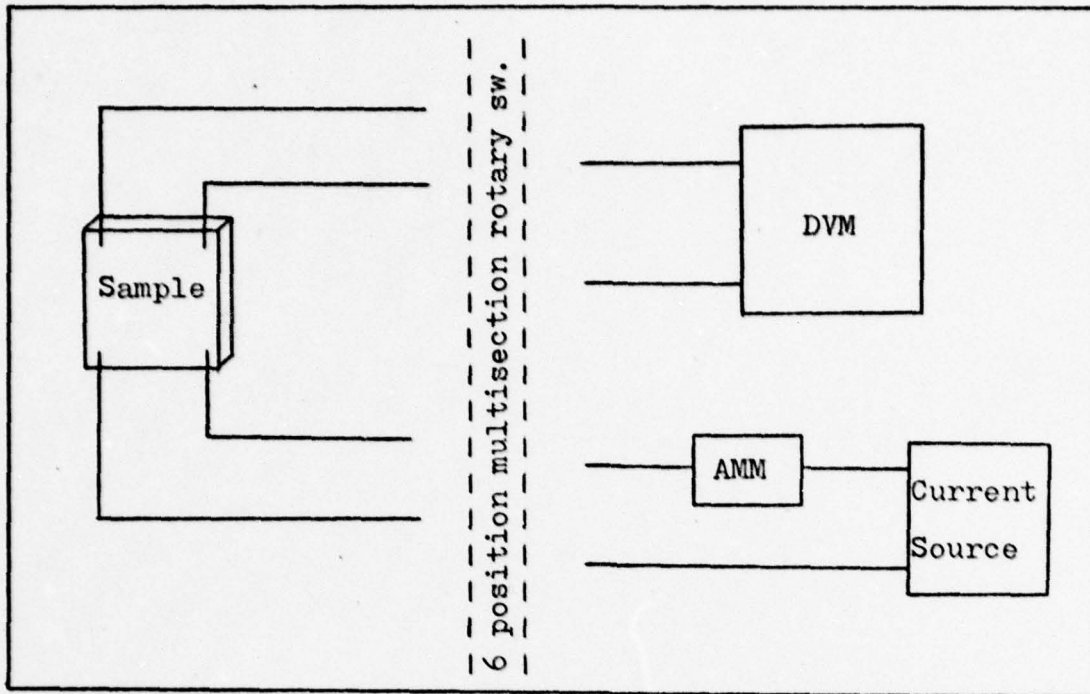 Sample
6 position multisection rotary sw.
DVM
AMM
Current
Source